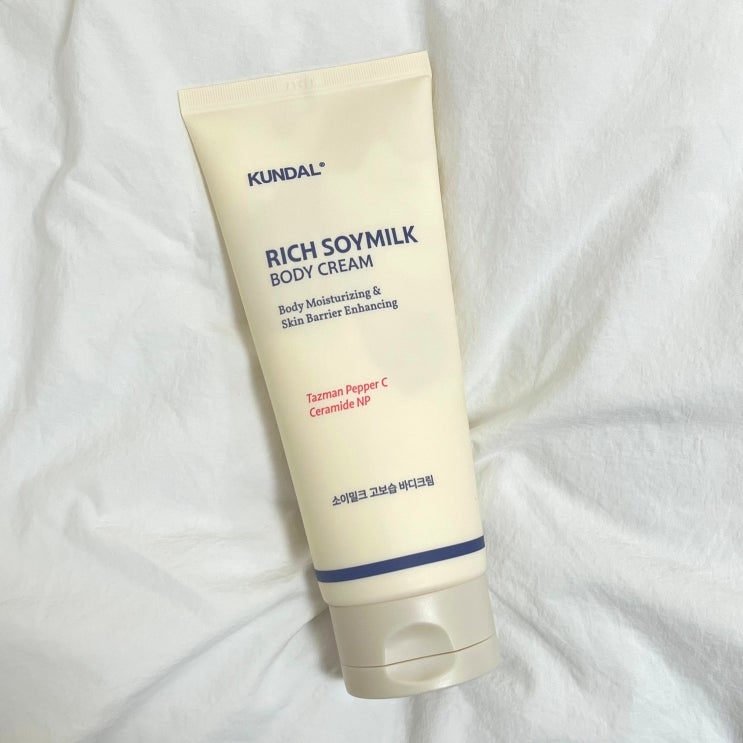 KUNDAL®
RICH SOYMILK
BODY CREAM
Body Moisturizing &
Skin Barrier Enhancing
Tazman Pepper C
Ceramide NP
소이밀크 고보습 바디크림